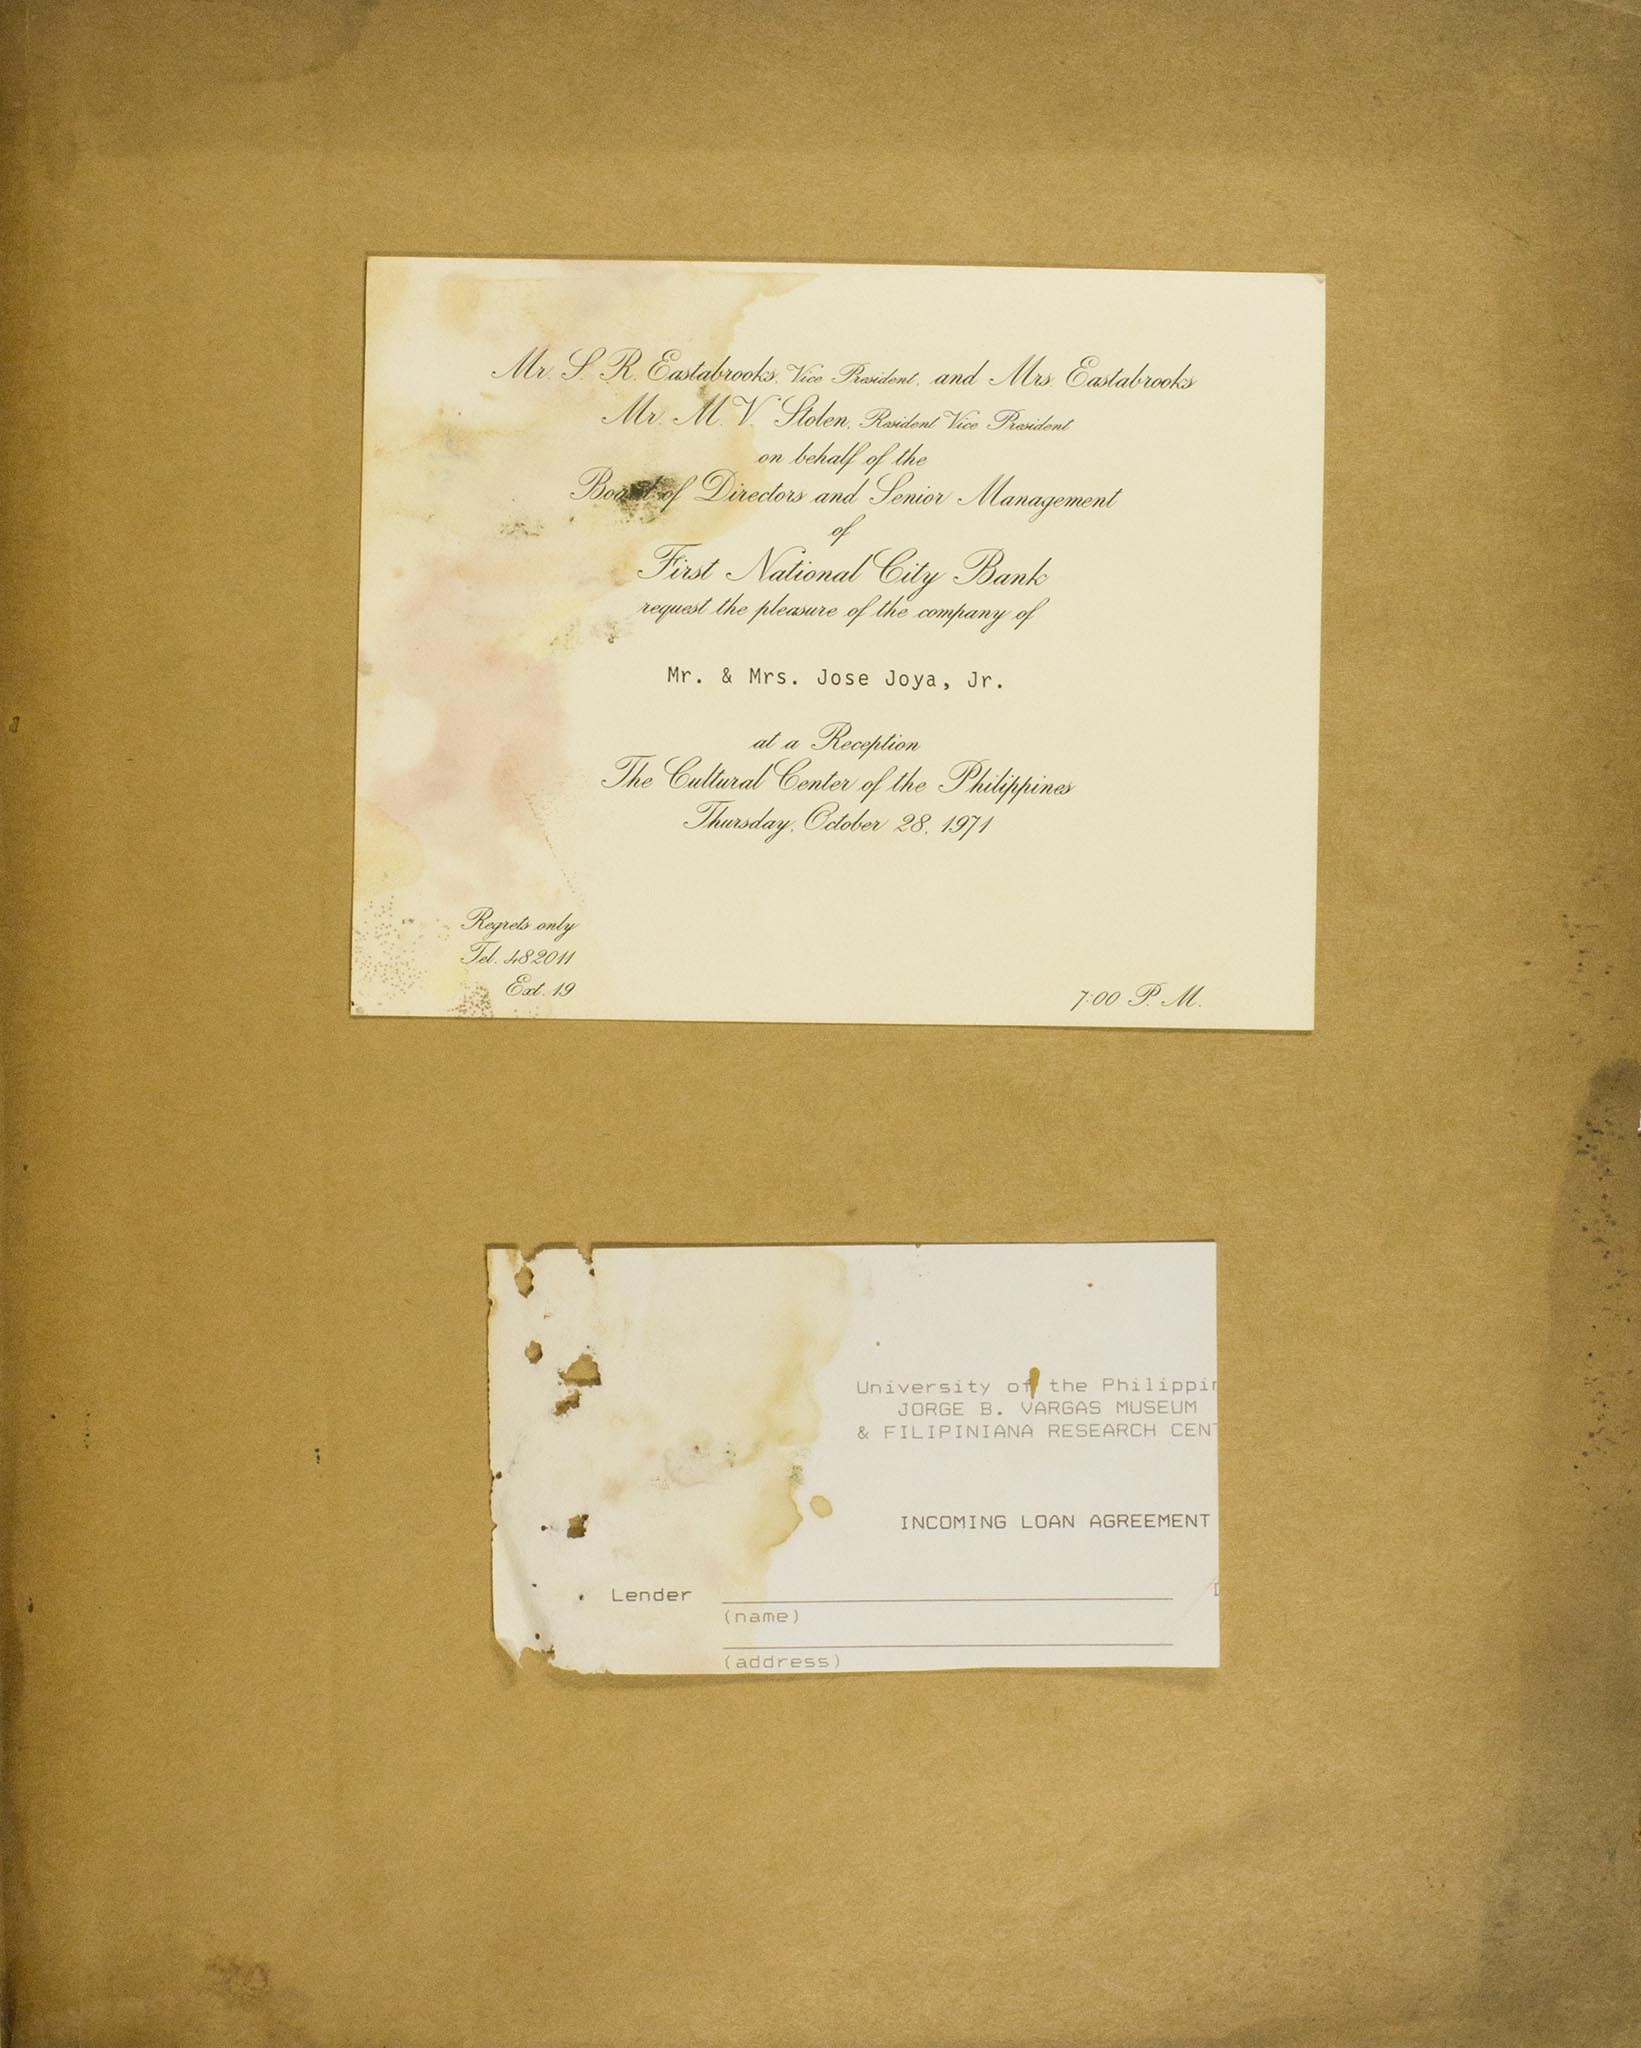 Mr. S. R. Eastabrooks, Vice President, and Mrs. Eastabrooks
Mr. M. V. Stolen, Resident Vice President
on behalf of the
Board of Directors and Senior Management
of
First National City Bank
request the pleasure of the company of
Mr. & Mrs. Jose Joya, Jr.
at a Reception
The Cultural Center of the Philippines
Thursday, October 28, 1971
Regrets only
Tel. 482011
Ext. 19
7:00 P. M.
University of the Philippin
JORGE B. VARGAS MUSEUM
& FILIPINIANA RESEARCH CENT
INCOMING LOAN AGREEMENT
Lender
(name)
(address)